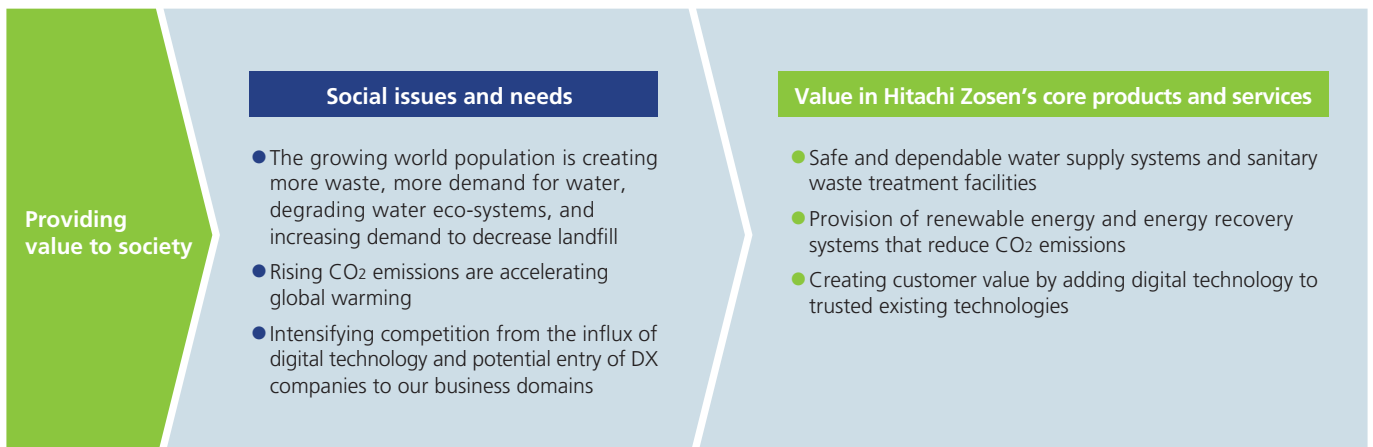 Providing
value to society
Social issues and needs
● The growing world population is creating
more waste, more demand for water,
degrading water eco-systems, and
increasing demand to decrease landfill
● Rising CO2 emissions are accelerating
global warming
● Intensifying competition from the influx of
digital technology and potential entry of DX
companies to our business domains
Value in Hitachi Zosen's core products and services
● Safe and dependable water supply systems and sanitary
waste treatment facilities
● Provision of renewable energy and energy recovery
systems that reduce CO2 emissions
● Creating customer value by adding digital technology to
trusted existing technologies